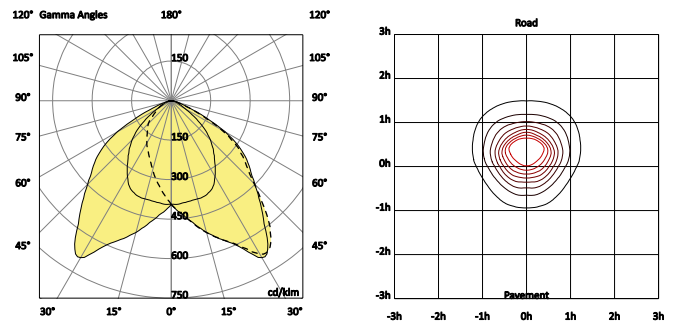 120° Gamma Angles 180° 120°
Road
3h
105° 150 105°
2h
90° 90°
1h
75° 150 75°
0h
60° 300 60°
-1h
45° 450 45°
-2h
600
cd/klm
750
Pavement
-3h
30° 15° 0° 15° 30°
-3h -2h -1h 0h 1h 2h 3h